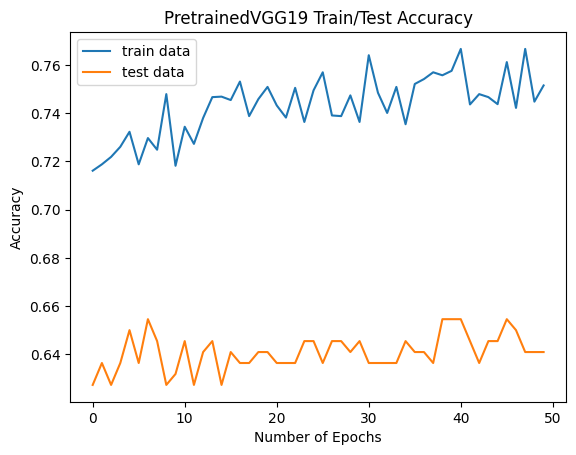 PretrainedVGG19 Train/Test Accuracy
train data
test data
0.76
0.74
0.72
0.70
0.68
0.66
0.64
Accuracy
0 10 20 30 40 50
Number of Epochs